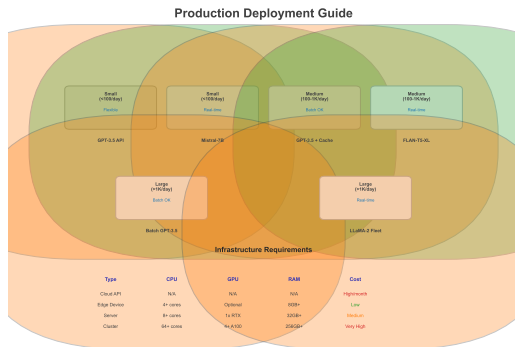 Production Deployment Guide
Small
(<100/day)
Flexible
Small
(<100/day)
Real-time
Medium
(100-1K/day)
Batch OK
Medium
(100-1K/day)
Real-time
GPT-3.5 API
Mistral-7B
GPT-3.5 + Cache
FLAN-T5-XL
Large
(>1K/day)
Batch OK
Large
(>1K/day)
Real-time
Batch GPT-3.5
LLaMA-2 Fleet
Infrastructure Requirements
Type CPU GPU RAM Cost
Cloud API N/A N/A N/A High/month
Edge Device 4+ cores Optional 8GB+ Low
Server 8+ cores 1x RTX 32GB+ Medium
Cluster 64+ cores 4+ A100 256GB+ Very High